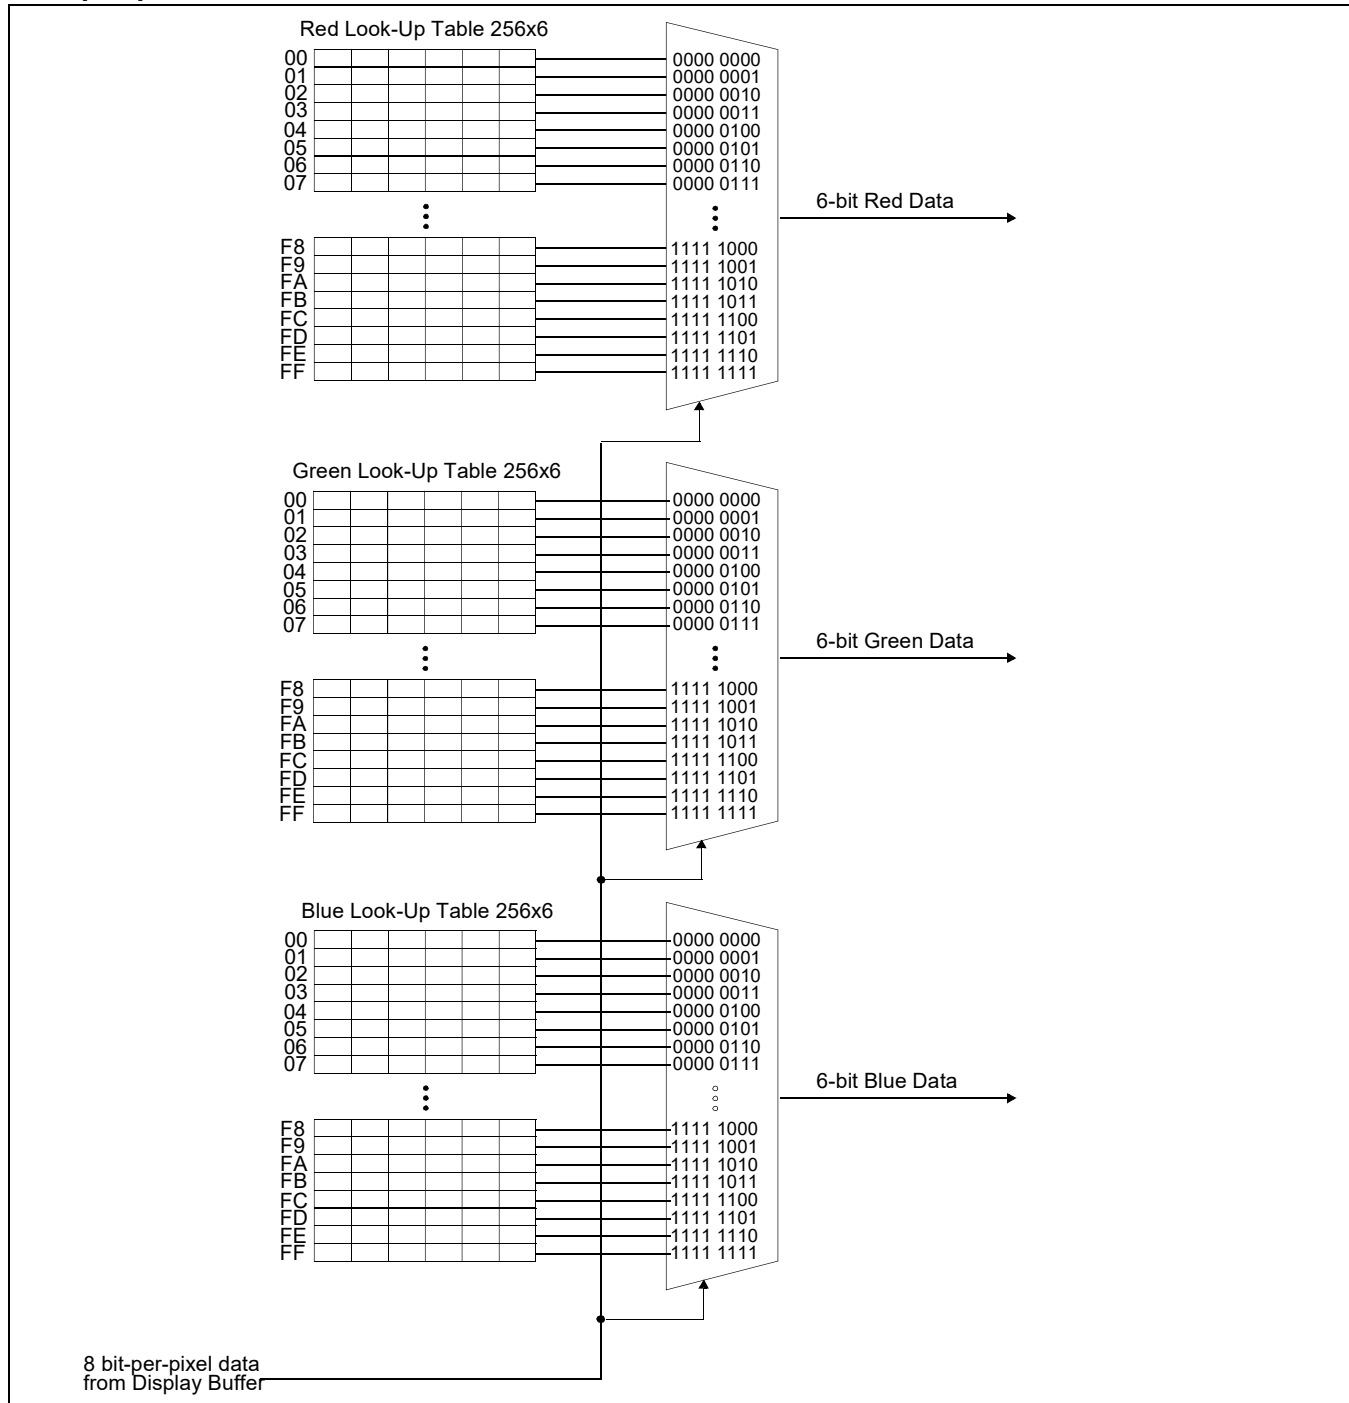 Red Look-Up Table 256x6
00 0000 0000
01 0000 0001
02 0000 0010
03 0000 0011
04 0000 0100
05 0000 0101
06 0000 0110
07 0000 0111
6-bit Red Data
F8 1111 1000
F9 1111 1001
FA 1111 1010
FB 1111 1011
FC 1111 1100
FD 1111 1101
FE 1111 1110
FF 1111 1111
Green Look-Up Table 256x6
00 0000 0000
01 0000 0001
02 0000 0010
03 0000 0011
04 0000 0100
05 0000 0101
06 0000 0110
07 0000 0111
6-bit Green Data
F8 1111 1000
F9 1111 1001
FA 1111 1010
FB 1111 1011
FC 1111 1100
FD 1111 1101
FE 1111 1110
FF 1111 1111
Blue Look-Up Table 256x6
00 0000 0000
01 0000 0001
02 0000 0010
03 0000 0011
04 0000 0100
05 0000 0101
06 0000 0110
07 0000 0111
6-bit Blue Data
F8 1111 1000
F9 1111 1001
FA 1111 1010
FB 1111 1011
FC 1111 1100
FD 1111 1101
FE 1111 1110
FF 1111 1111
8 bit-per-pixel data
from Display Buffer